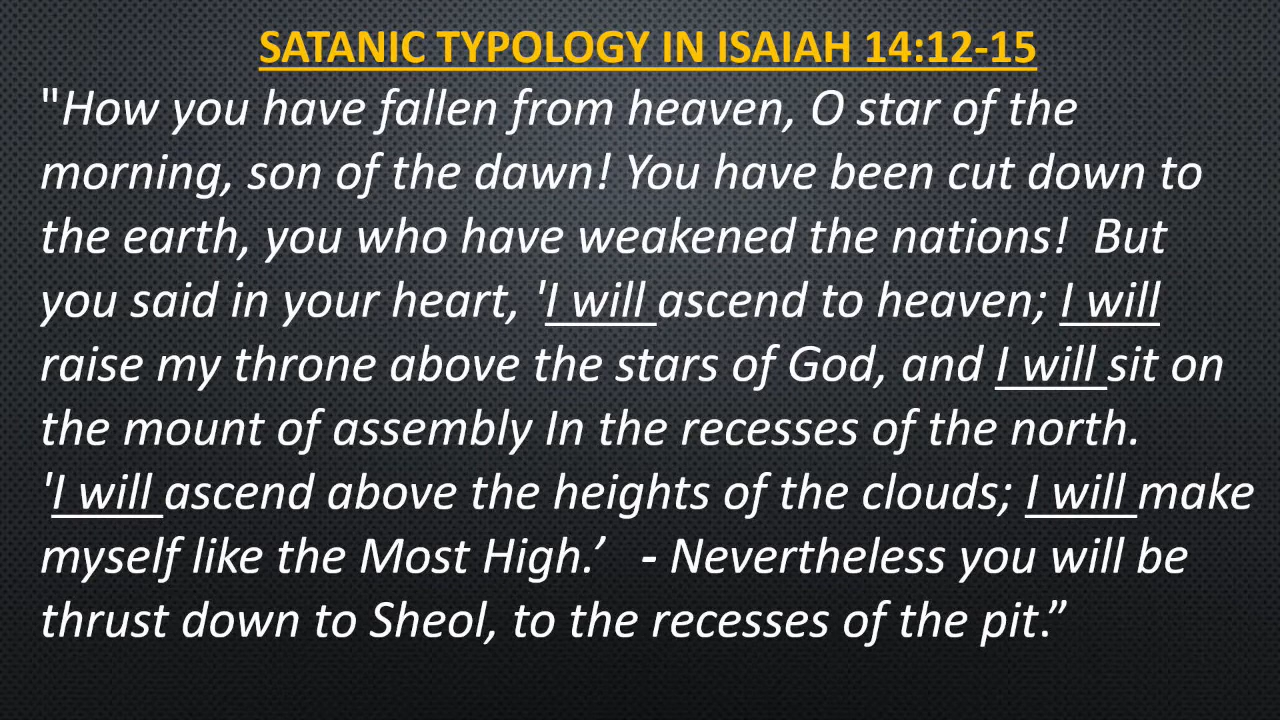 SATANIC TYPOLOGY IN ISAIAH 14:12-15
"How you have fallen from heaven, O star of the
morning, son of the dawn! You have been cut down to
the earth, you who have weakened the nations!  But
you said in your heart, 'I will ascend to heaven; I will
raise my throne above the stars of God, and I will sit on
the mount of assembly In the recesses of the north.
'I will ascend above the heights of the clouds; I will make
myself like the Most High.’   - Nevertheless you will be
thrust down to Sheol, to the recesses of the pit.”